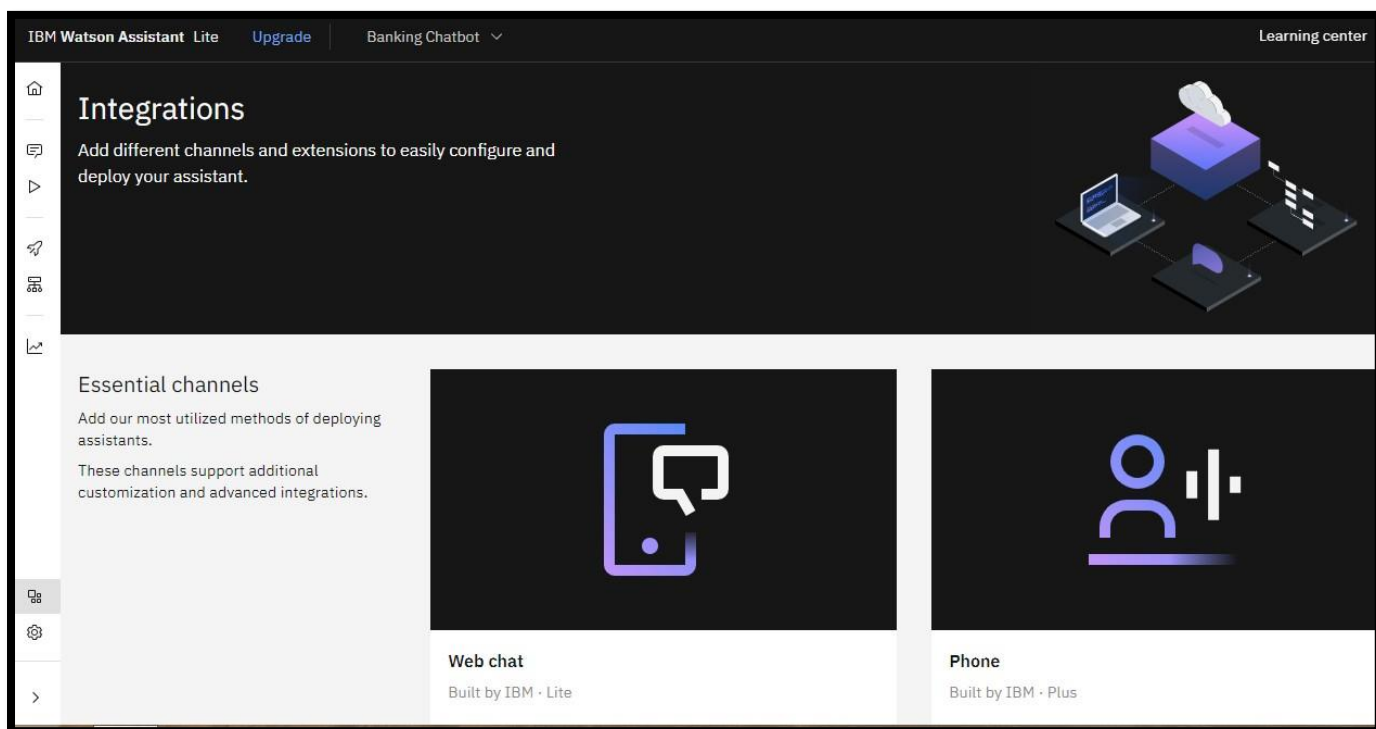 IBM Watson Assistant Lite Upgrade Banking Chatbot Learning center
Integrations
Add different channels and extensions to easily configure and
deploy your assistant.
Essential channels
Add our most utilized methods of deploying
assistants.
These channels support additional
customization and advanced integrations.
Web chat
Built by IBM · Lite
Phone
Built by IBM · Plus